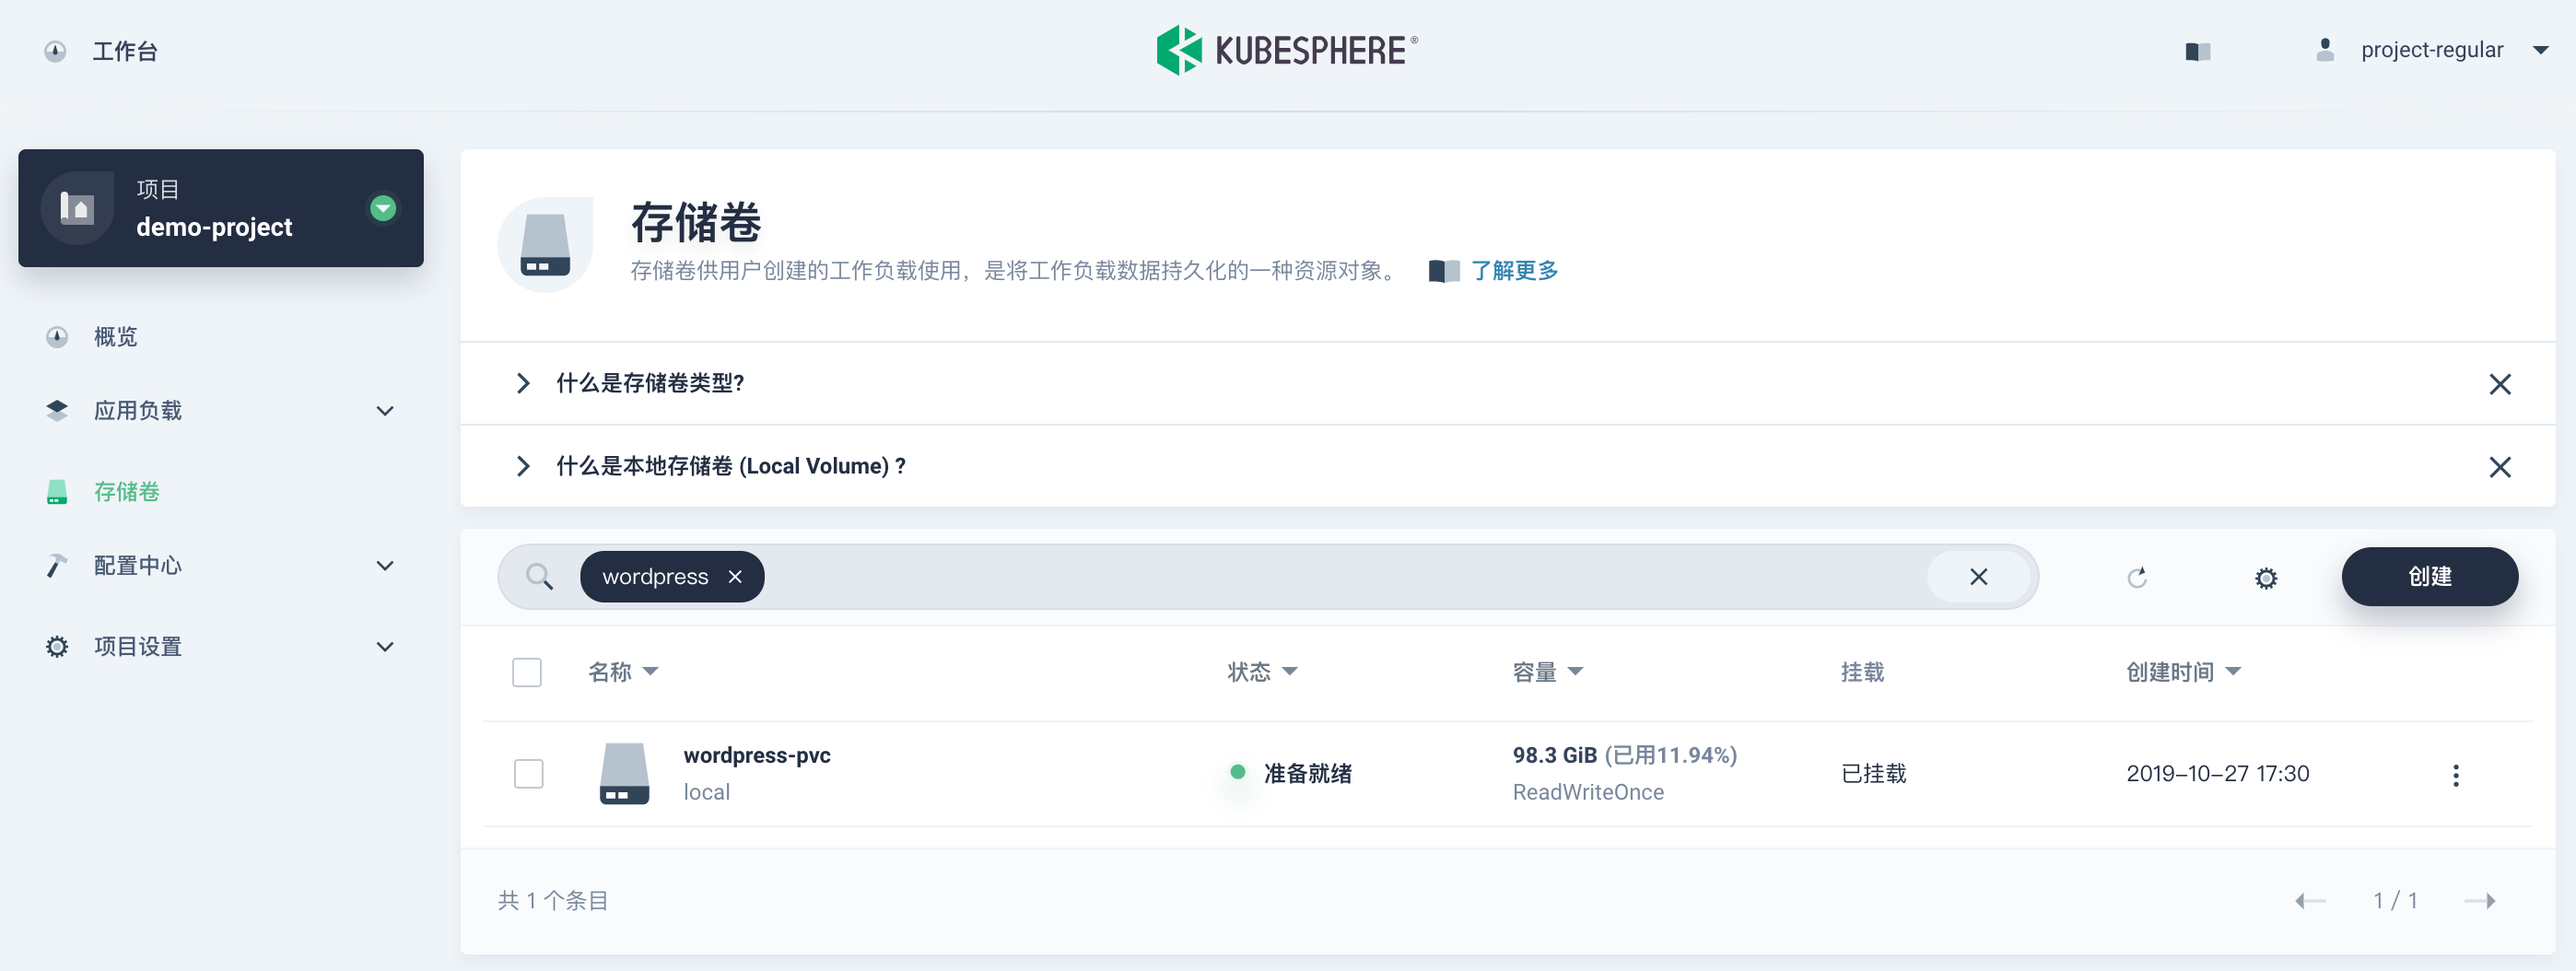 工作台
KUBESPHERE®
project-regular
项目
demo-project
概览
应用负载
存储卷
配置中心
项目设置
存储卷
存储卷供用户创建的工作负载使用，是将工作负载数据持久化的一种资源对象。 了解更多
什么是存储卷类型?
什么是本地存储卷 (Local Volume) ?
wordpress
创建
名称 状态 容量 挂载 创建时间
wordpress-pvc
local
准备就绪
98.3 GiB (已用11.94%)
ReadWriteOnce
已挂载
2019-10-27 17:30
共 1 个条目
1 / 1